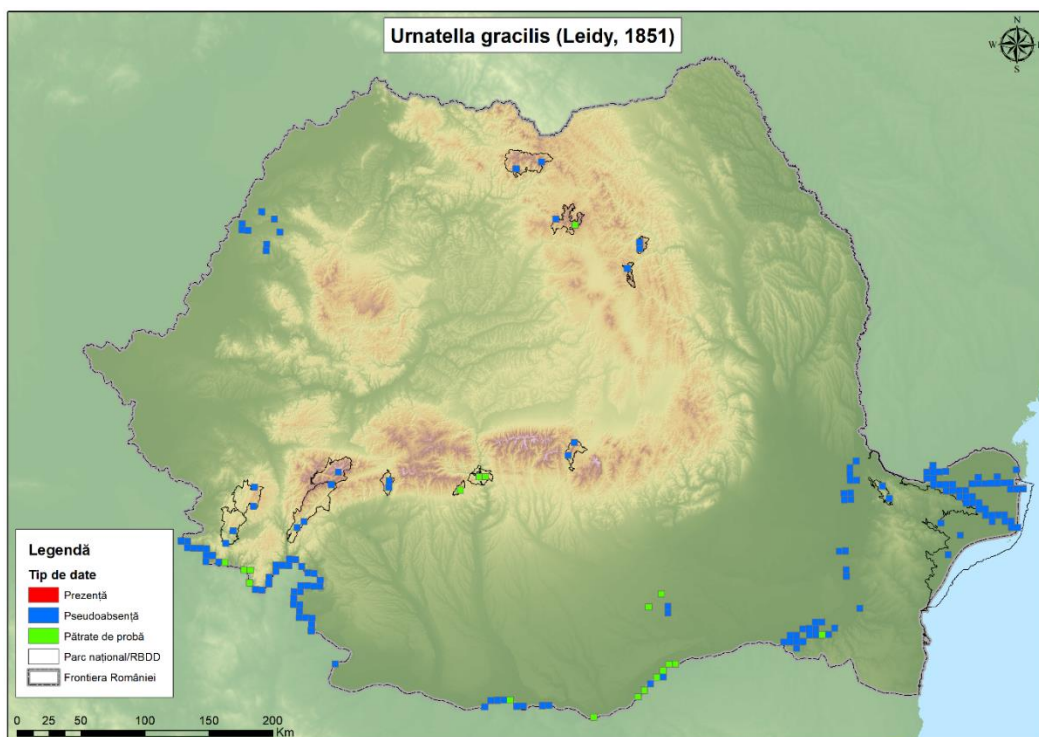 Urnatella gracilis (Leidy, 1851)
N
W
E
S
Legendă
Tip de date
Prezență
Pseudoabsență
Pătrate de probă
Parc național/RBDD
Frontiera României
0 25 50 100 150 200
Km